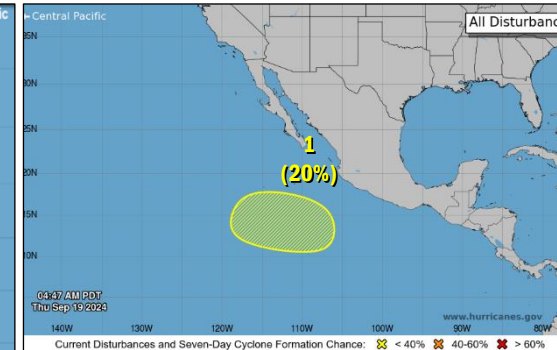 ic
Central Pacific
All Disturbanc
35N
30N
25N
20N
15N
10N
1
(20%)
04:47 AM PDT
Thu Sep 19 2024
www.hurricanes.gov
140W 130W 120W 110W 100W 90W 80W
Current Disturbances and Seven-Day Cyclone Formation Chance: < 40% 40-60% > 60%